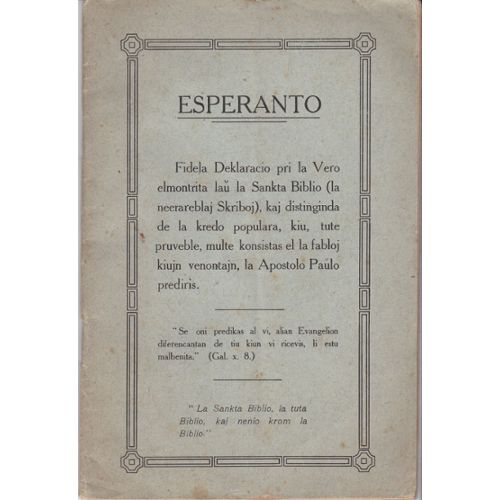 ESPERANTO
Fidela Deklaracio pri la Vero
elmontrita laŭ la Sankta Biblio (la
neerareblaj Skriboj), kaj distinginda
de la kredo populara, kiu, tute
pruveble, multe konsistas el la fabloj
kiujn venontajn, la Apostolo Paŭlo
prediris.
"Se oni predikas al vi, alian Evangelion
diferencantan de tiu kiun vi ricevis, li estu
malbenita." (Gal. x. 8.)
"La Sankta Biblio, la tuta
Biblio, kaj nenio krom la
Biblio."